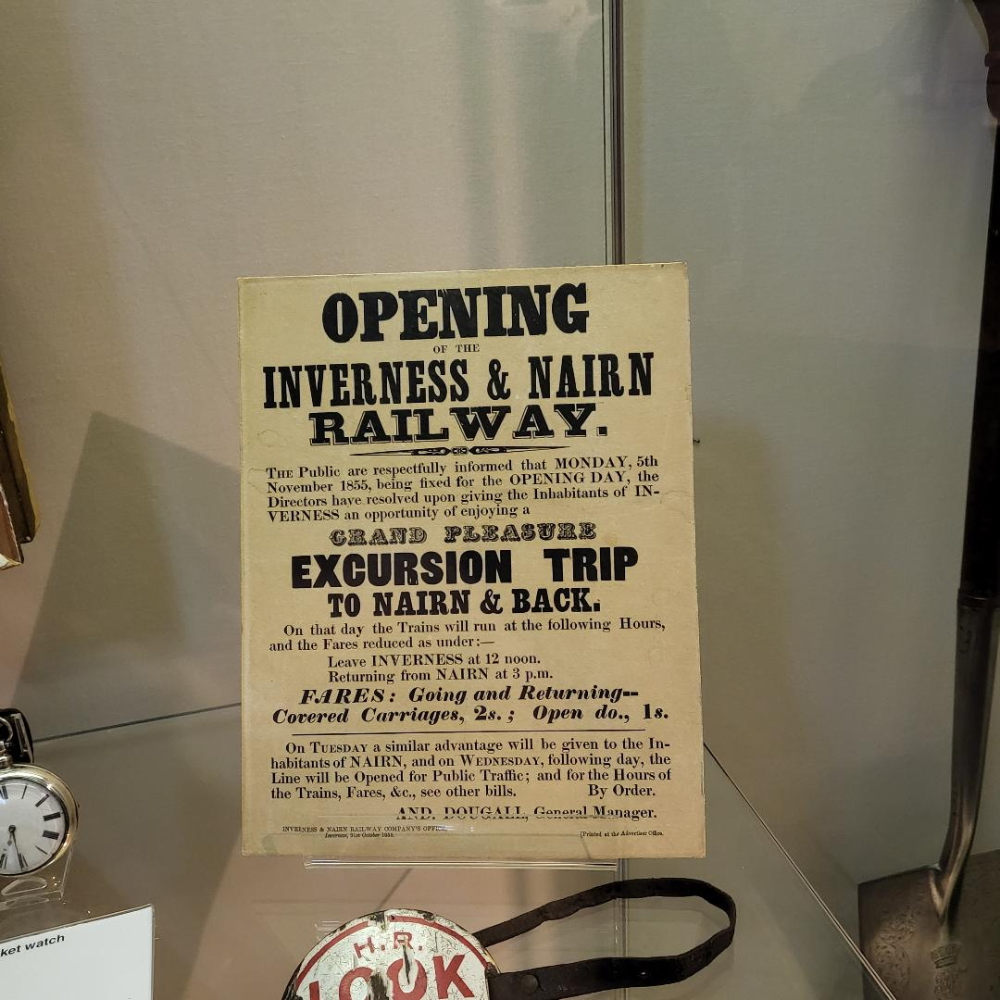 OPENING
OF THE
INVERNESS & NAIRN
RAILWAY.
THE Public are respectfully informed that MONDAY, 5th
November 1855, being fixed for the OPENING DAY, the
Directors have resolved upon giving the Inhabitants of IN-
VERNESS an opportunity of enjoying a
GRAND PLEASURE
EXCURSION TRIP
TO NAIRN & BACK.
On that day the Trains will run at the following Hours,
and the Fares reduced as under:—
Leave INVERNESS at 12 noon.
Returning from NAIRN at 3 p.m.
FARES: Going and Returning--
Covered Carriages, 2s.; Open do., 1s.
On TUESDAY a similar advantage will be given to the In-
habitants of NAIRN, and on WEDNESDAY, following day, the
Line will be Opened for Public Traffic; and for the Hours of
the Trains, Fares, &c., see other bills. By Order.
AND. DOUGALL, General Manager.
INVERNESS & NAIRN RAILWAY COMPANY'S OFFICE,
Inverness, 31st October 1855. [Printed at the Advertiser Office.
ket watch
H.R.
LOOK